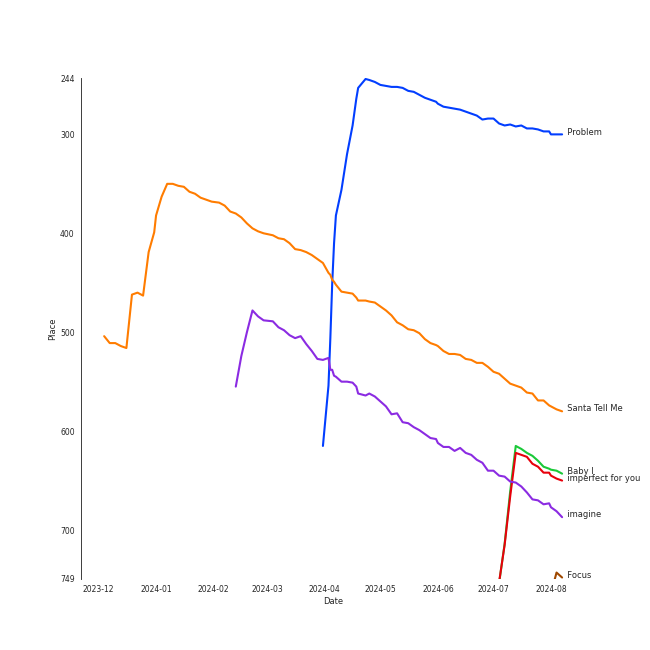 244
300
400
500
600
700
749
Place
2023-12
2024-01
2024-02
2024-03
2024-04
2024-05
2024-06
2024-07
2024-08
Date
Problem
Santa Tell Me
Baby I
imperfect for you
imagine
Focus